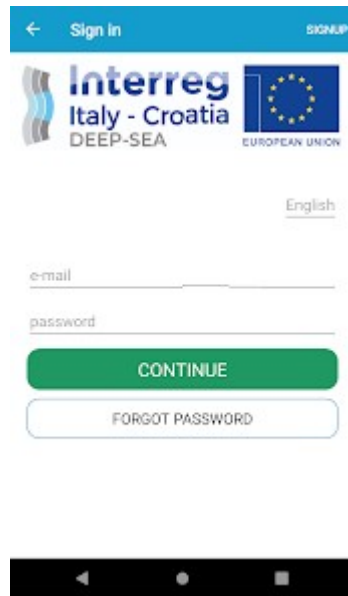 Sign in
SIGNUP
Interreg
Italy - Croatia
DEEP-SEA
EUROPEAN UNION
English
e-mail
password
CONTINUE
FORGOT PASSWORD